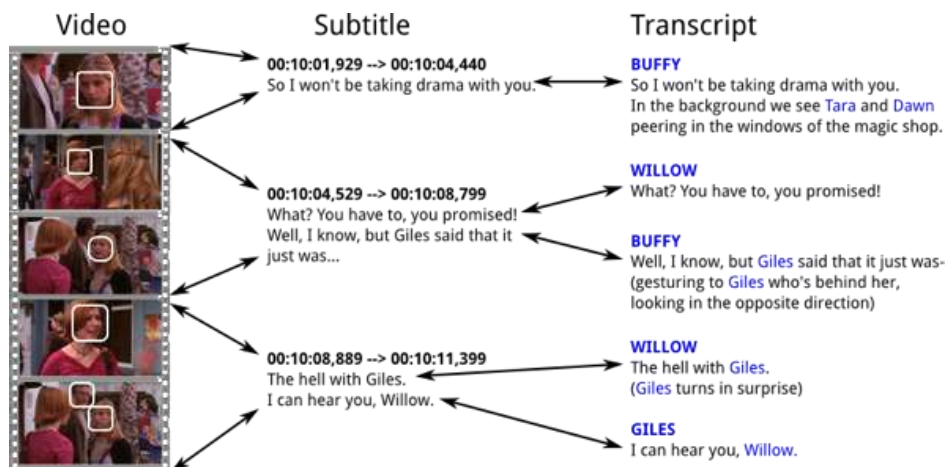 Video
Subtitle
Transcript
00:10:01,929 --> 00:10:04,440
So I won't be taking drama with you.
BUFFY
So I won't be taking drama with you.
In the background we see Tara and Dawn
peering in the windows of the magic shop.
00:10:04,529 --> 00:10:08,799
What? You have to, you promised!
Well, I know, but Giles said that it
just was...
WILLOW
What? You have to, you promised!
BUFFY
Well, I know, but Giles said that it just was-
(gesturing to Giles who's behind her,
looking in the opposite direction)
00:10:08,889 --> 00:10:11,399
The hell with Giles.
I can hear you, Willow.
WILLOW
The hell with Giles.
(Giles turns in surprise)
GILES
I can hear you, Willow.